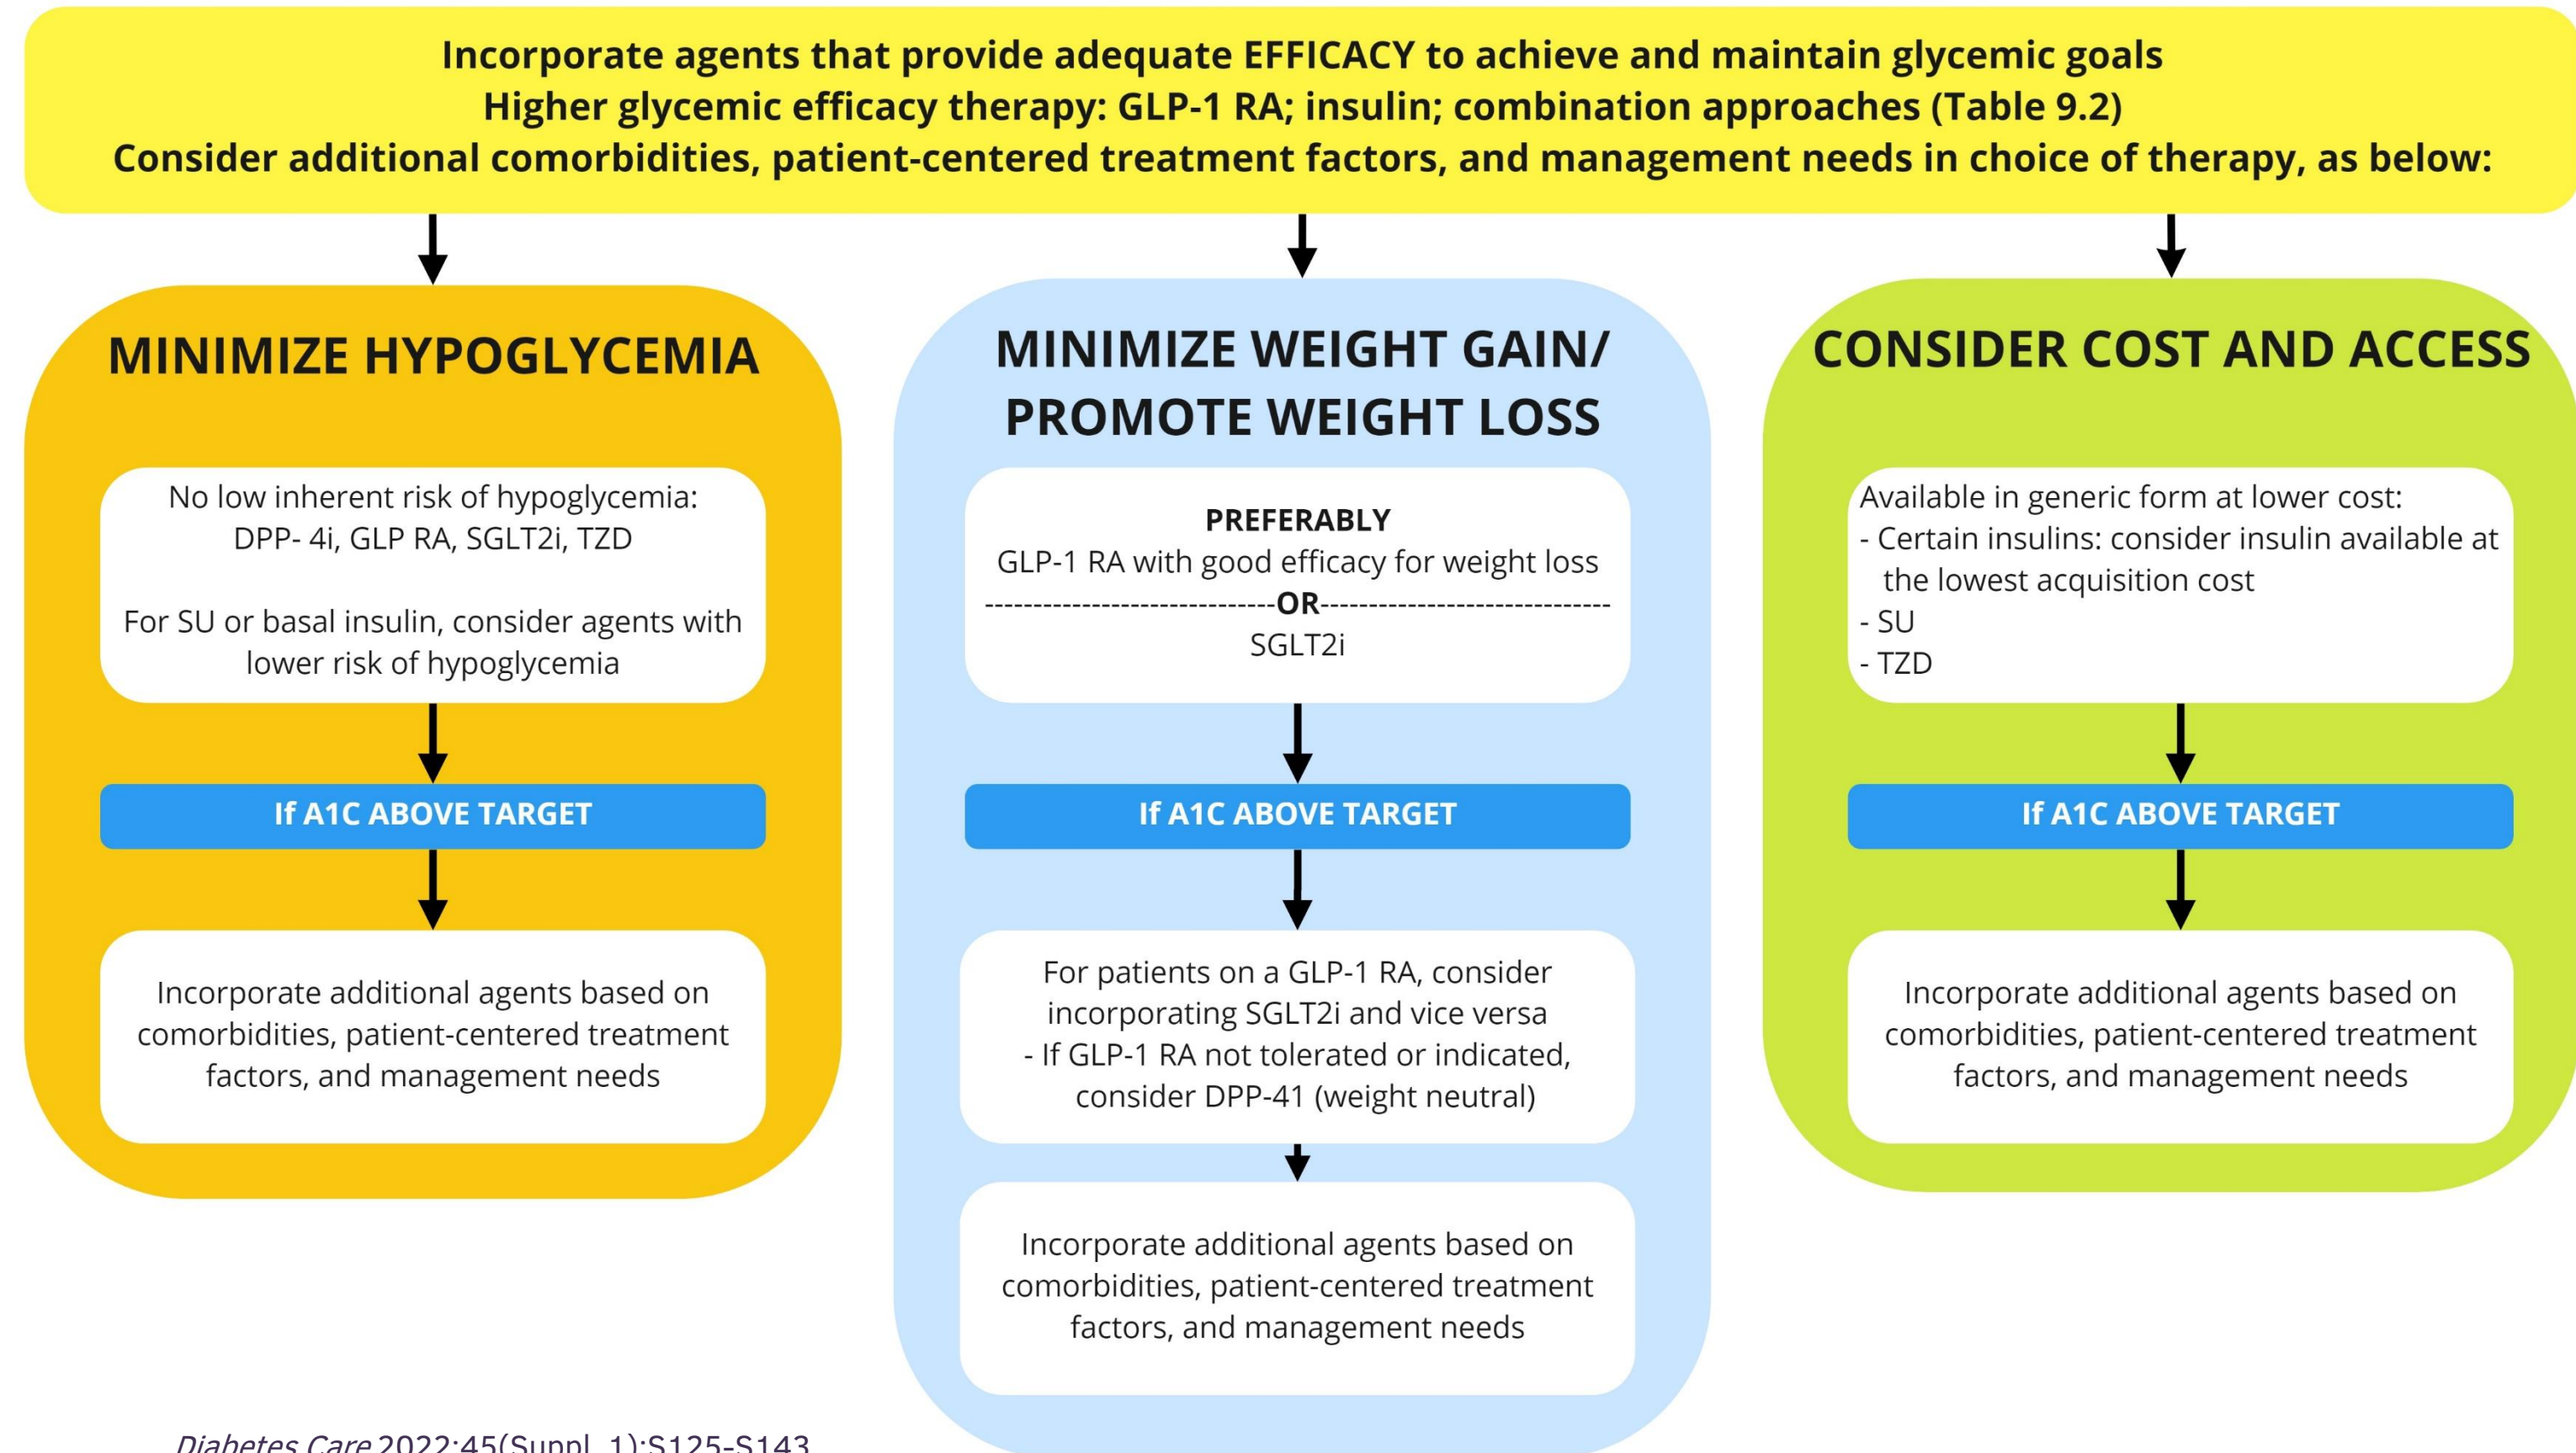 Incorporate agents that provide adequate EFFICACY to achieve and maintain glycemic goals
Higher glycemic efficacy therapy: GLP-1 RA; insulin; combination approaches (Table 9.2)
Consider additional comorbidities, patient-centered treatment factors, and management needs in choice of therapy, as below:
MINIMIZE HYPOGLYCEMIA
No low inherent risk of hypoglycemia:
DPP- 4i, GLP RA, SGLT2i, TZD
For SU or basal insulin, consider agents with
lower risk of hypoglycemia
If A1C ABOVE TARGET
Incorporate additional agents based on
comorbidities, patient-centered treatment
factors, and management needs
MINIMIZE WEIGHT GAIN/
PROMOTE WEIGHT LOSS
PREFERABLY
GLP-1 RA with good efficacy for weight loss
------------------------------OR------------------------------
SGLT2i
If A1C ABOVE TARGET
For patients on a GLP-1 RA, consider
incorporating SGLT2i and vice versa
- If GLP-1 RA not tolerated or indicated,
consider DPP-41 (weight neutral)
Incorporate additional agents based on
comorbidities, patient-centered treatment
factors, and management needs
CONSIDER COST AND ACCESS
Available in generic form at lower cost:
- Certain insulins: consider insulin available at
the lowest acquisition cost
- SU
- TZD
If A1C ABOVE TARGET
Incorporate additional agents based on
comorbidities, patient-centered treatment
factors, and management needs
Diabetes Care 2022;45(Suppl. 1):S125-S143